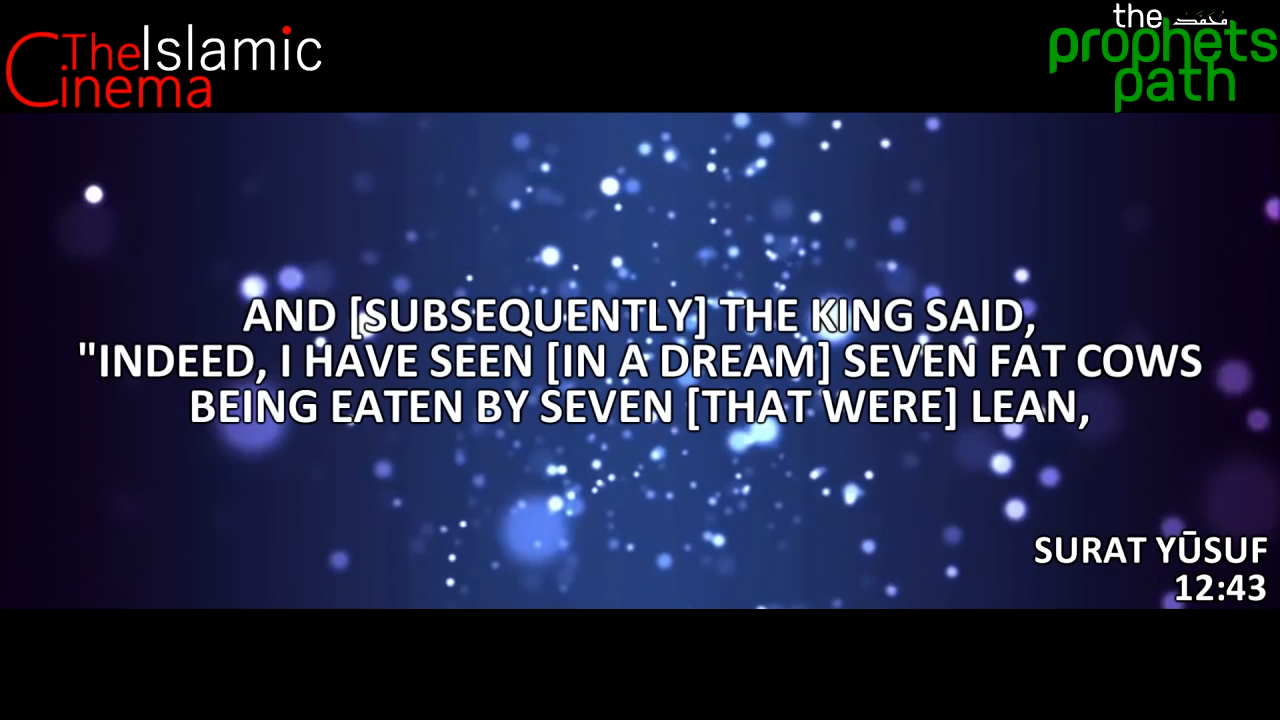 The Islamic
Cinema
the محمد
prophets
path
AND [SUBSEQUENTLY] THE KING SAID,
"INDEED, I HAVE SEEN [IN A DREAM] SEVEN FAT COWS
BEING EATEN BY SEVEN [THAT WERE] LEAN,
SURAT YŪSUF
12:43